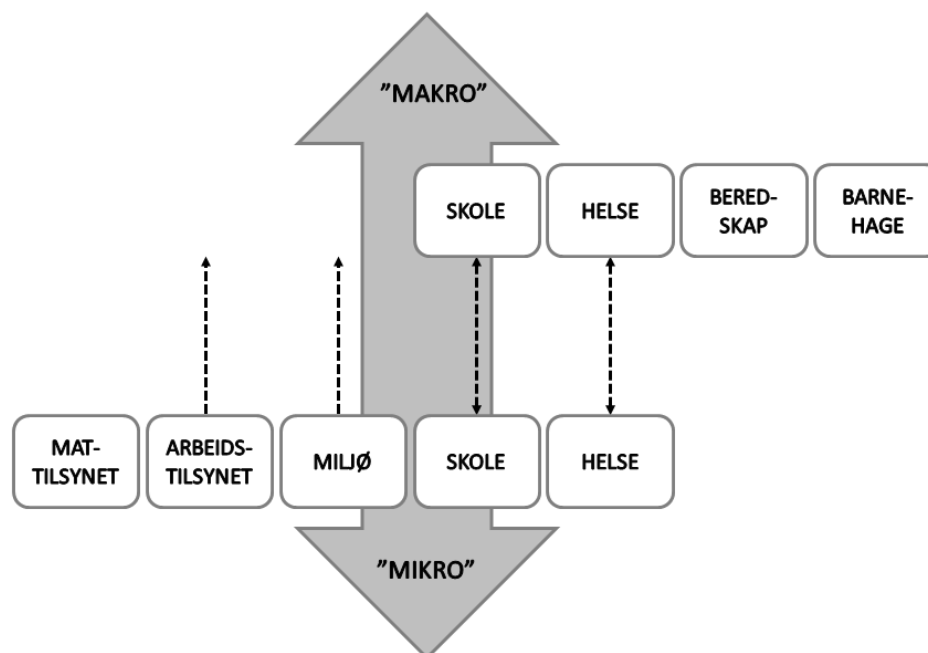 ”MAKRO”
SKOLE
HELSE
BERED-
SKAP
BARNE-
HAGE
MAT-
TILSYNET
ARBEIDS-
TILSYNET
MILJØ
SKOLE
HELSE
”MIKRO”